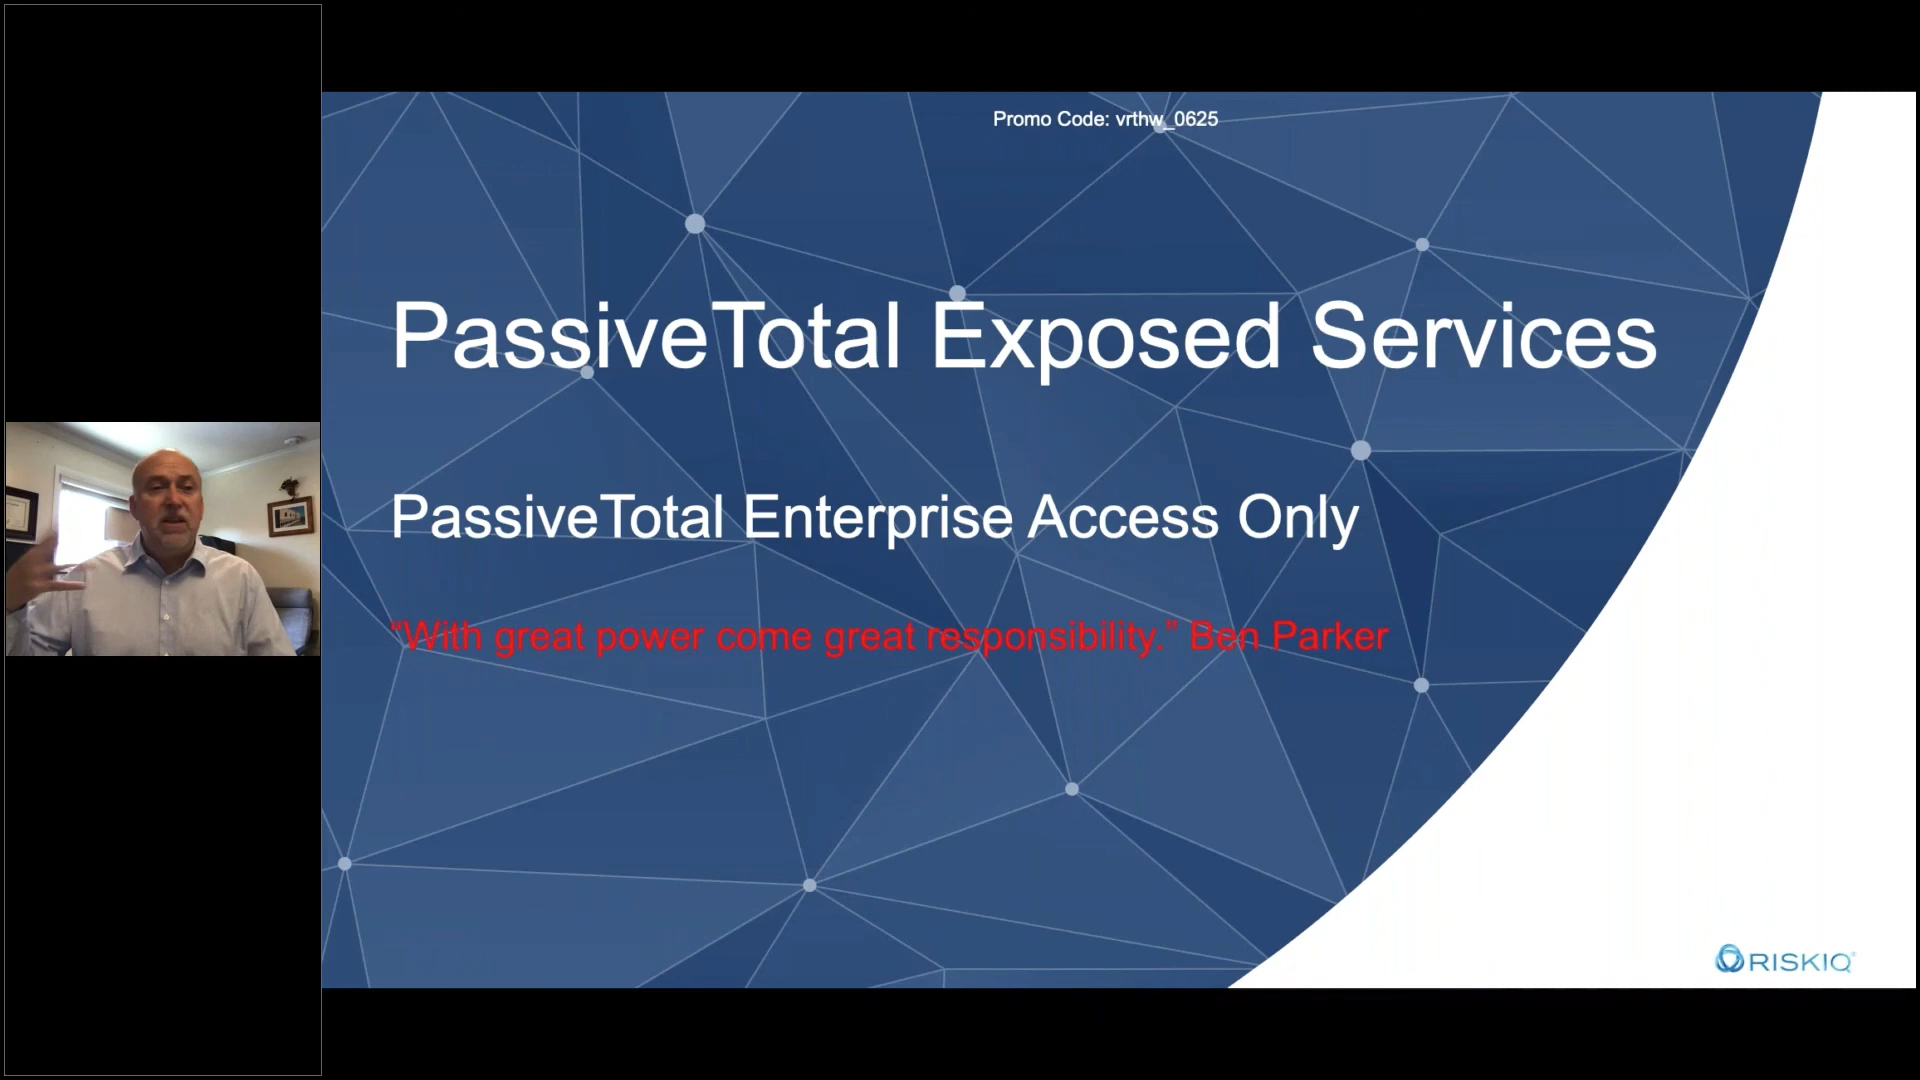 Promo Code: vrthw_0625
PassiveTotal Exposed Services
PassiveTotal Enterprise Access Only
“With great power come great responsibility.” Ben Parker
RISKIQ